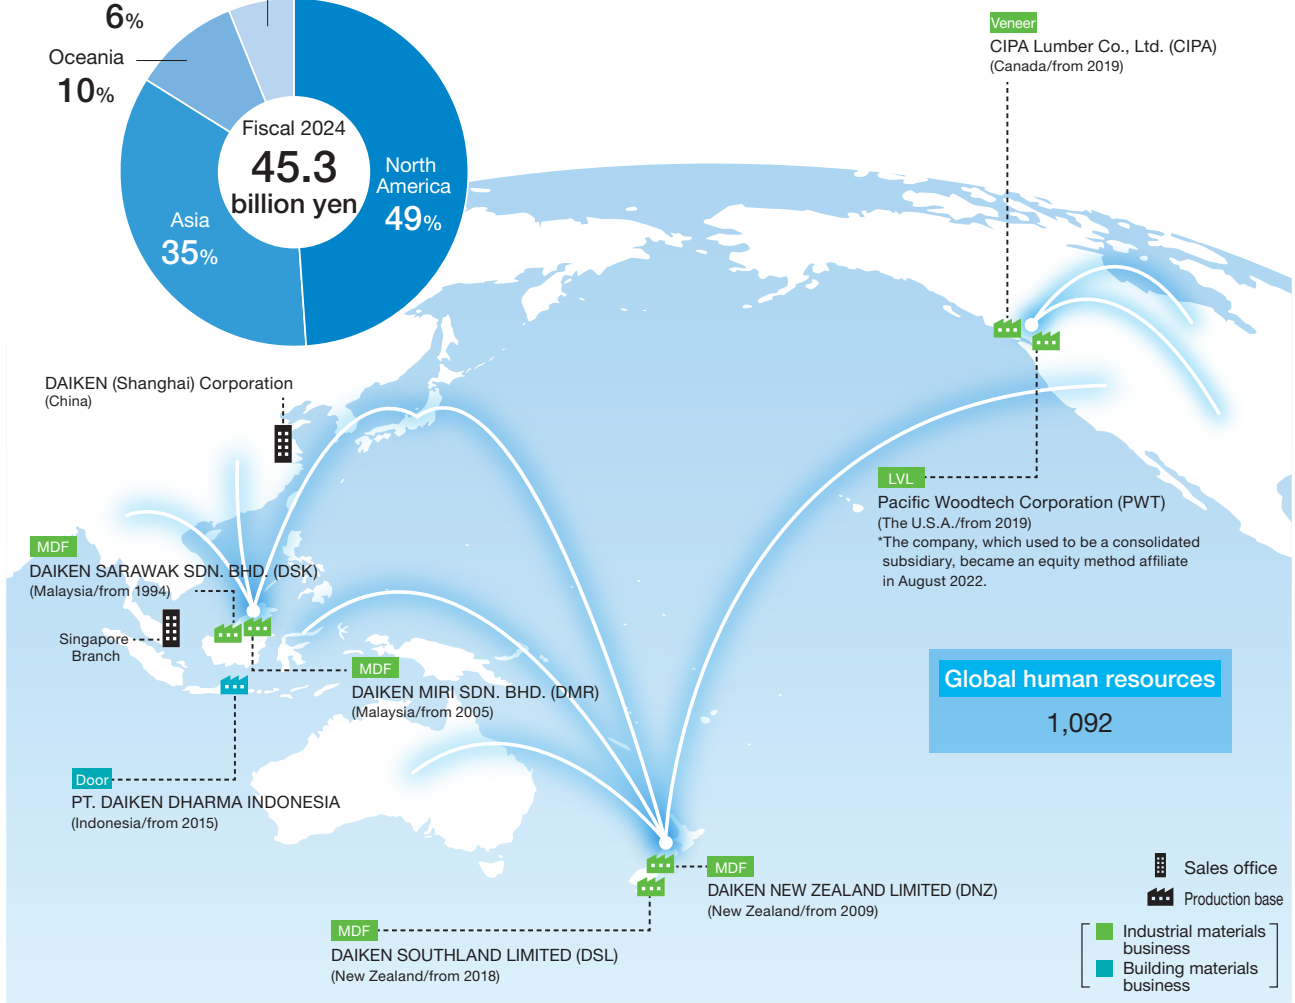 6%
Oceania
10%
Fiscal 2024
45.3
billion yen
North
America
49%
Asia
35%
Veneer
CIPA Lumber Co., Ltd. (CIPA)
(Canada/from 2019)
DAIKEN (Shanghai) Corporation
(China)
LVL
Pacific Woodtech Corporation (PWT)
(The U.S.A./from 2019)
*The company, which used to be a consolidated
subsidiary, became an equity method affiliate
in August 2022.
MDF
DAIKEN SARAWAK SDN. BHD. (DSK)
(Malaysia/from 1994)
Singapore
Branch
MDF
DAIKEN MIRI SDN. BHD. (DMR)
(Malaysia/from 2005)
Global human resources
1,092
Door
PT. DAIKEN DHARMA INDONESIA
(Indonesia/from 2015)
MDF
DAIKEN NEW ZEALAND LIMITED (DNZ)
(New Zealand/from 2009)
MDF
DAIKEN SOUTHLAND LIMITED (DSL)
(New Zealand/from 2018)
Sales office
Production base
Industrial materials
business
Building materials
business